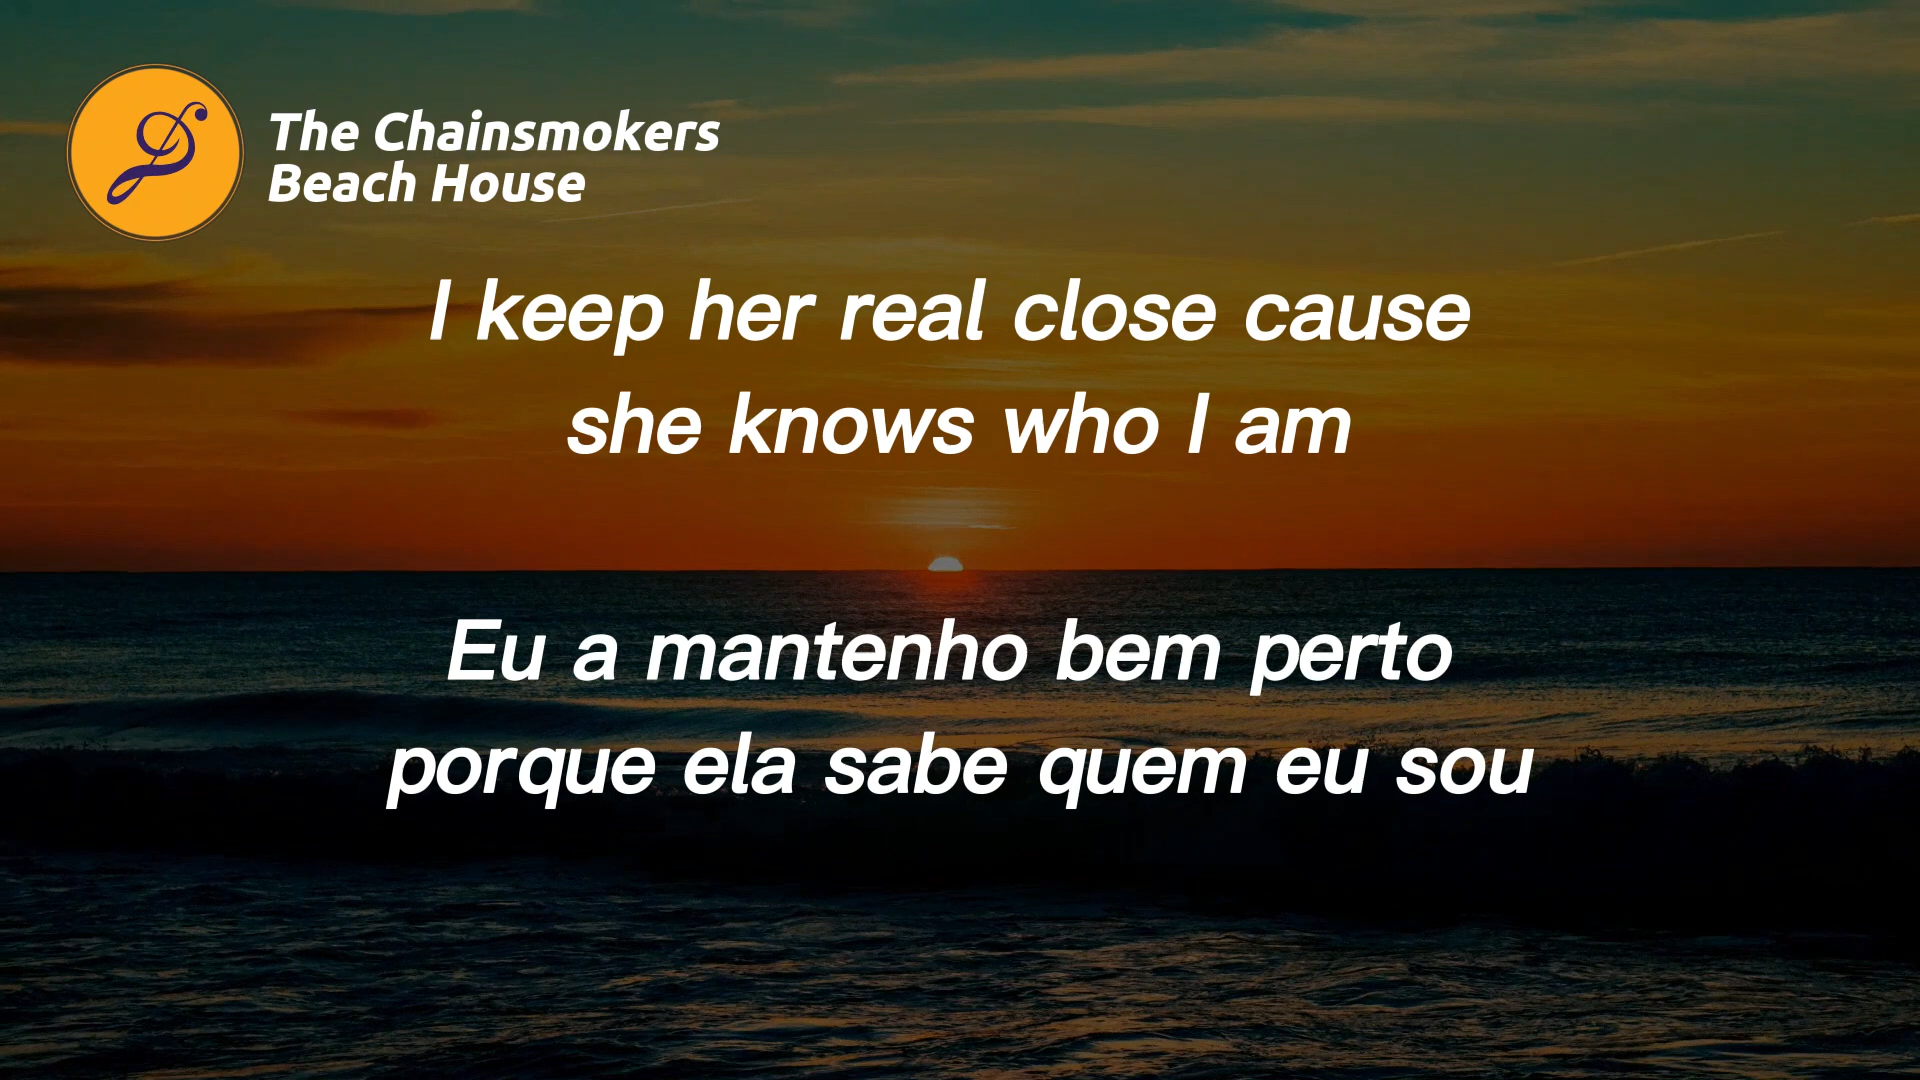 The Chainsmokers
Beach House
I keep her real close cause
she knows who I am
Eu a mantenho bem perto
porque ela sabe quem eu sou